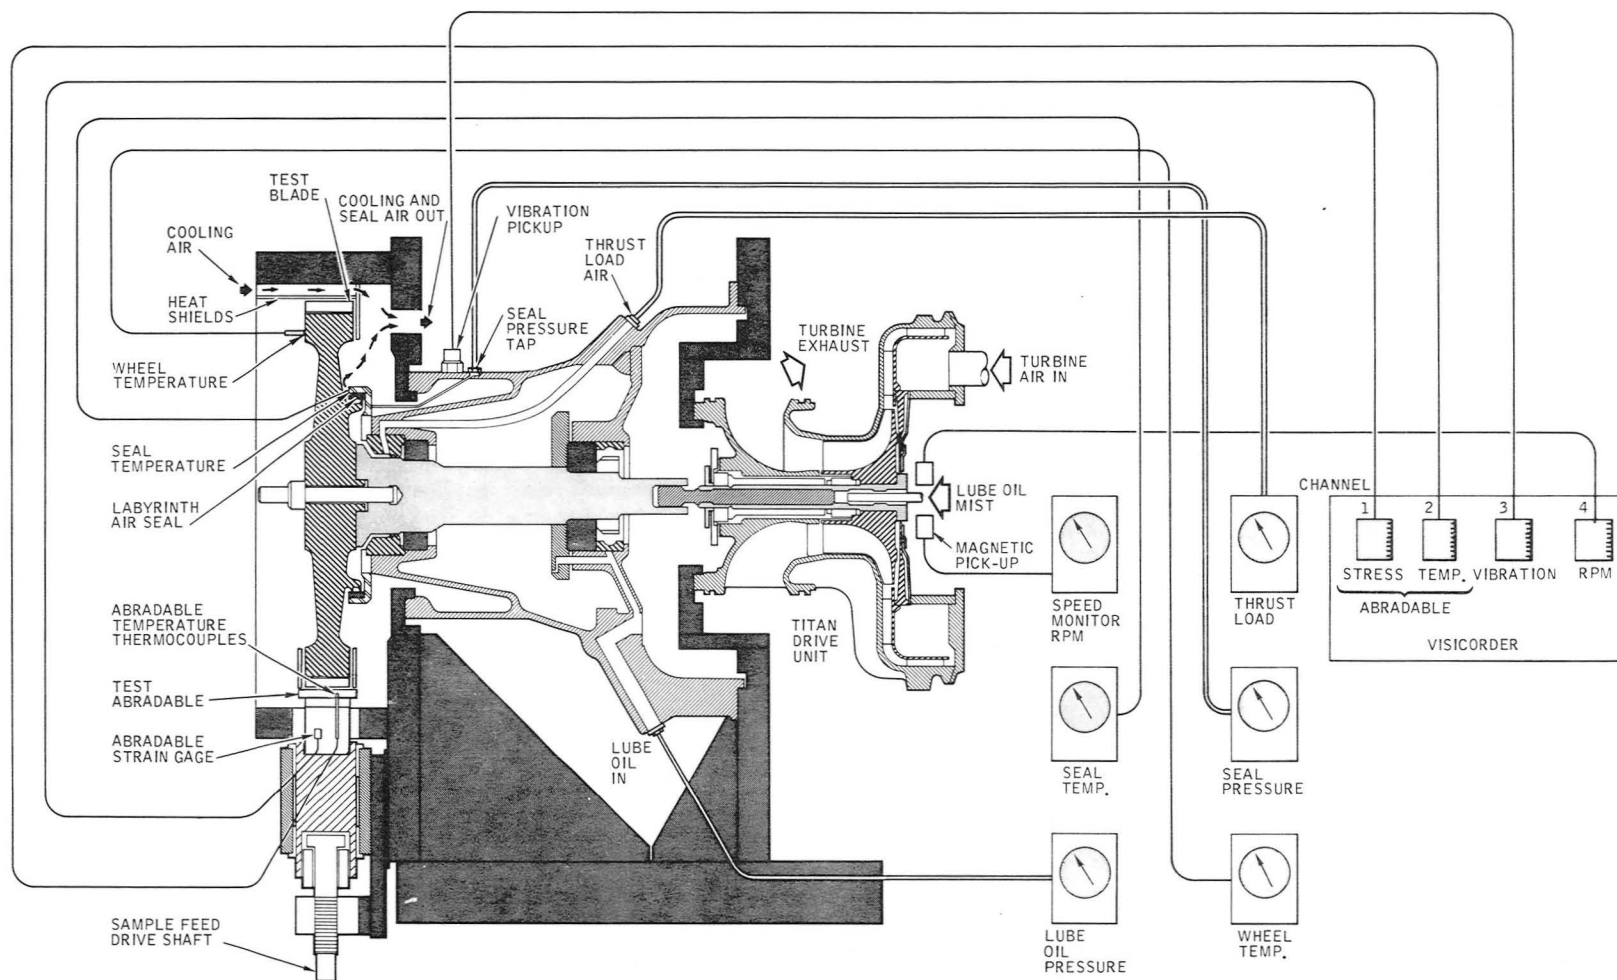 TEST
BLADE
COOLING AND
SEAL AIR OUT
VIBRATION
PICKUP
COOLING
AIR
THRUST
LOAD
AIR
HEAT
SHIELDS
SEAL
PRESSURE
TAP
TURBINE
EXHAUST
TURBINE
AIR IN
WHEEL
TEMPERATURE
SEAL
TEMPERATURE
LABYRINTH
AIR SEAL
LUBE OIL
MIST
MAGNETIC
PICK-UP
CHANNEL
1 2 3 4
STRESS TEMP. VIBRATION RPM
ABRADABLE
VISICORDER
SPEED
MONITOR
RPM
THRUST
LOAD
TITAN
DRIVE
UNIT
ABRADABLE
TEMPERATURE
THERMOCOUPLES
TEST
ABRADABLE
ABRADABLE
STRAIN GAGE
LUBE
OIL
IN
SEAL
TEMP.
SEAL
PRESSURE
SAMPLE FEED
DRIVE SHAFT
LUBE
OIL
PRESSURE
WHEEL
TEMP.